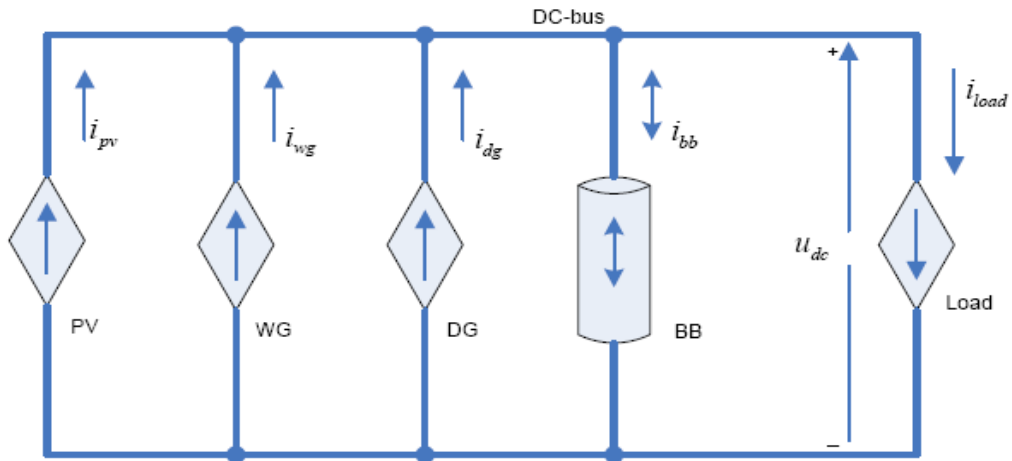 DC-bus
+
i_pv
i_wg
i_dg
i_bb
i_load
u_dc
PV
WG
DG
BB
Load
–